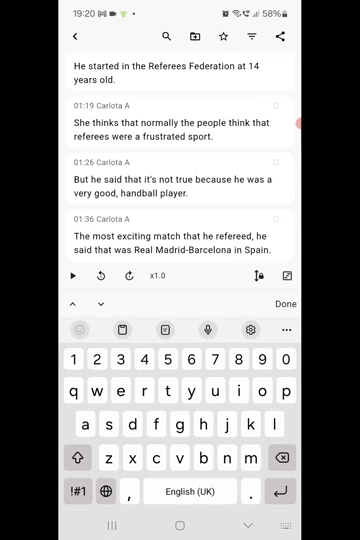 19:20
58%
He started in the Referees Federation at 14
years old.
01:19 Carlota A
She thinks that normally the people think that
referees were a frustrated sport.
01:26 Carlota A
But he said that it's not true because he was a
very good, handball player.
01:36 Carlota A
The most exciting match that he refereed, he
said that was Real Madrid-Barcelona in Spain.
x1.0
Done
1 2 3 4 5 6 7 8 9 0
q w e r t y u i o p
a s d f g h j k l
z x c v b n m
!#1 , English (UK) .